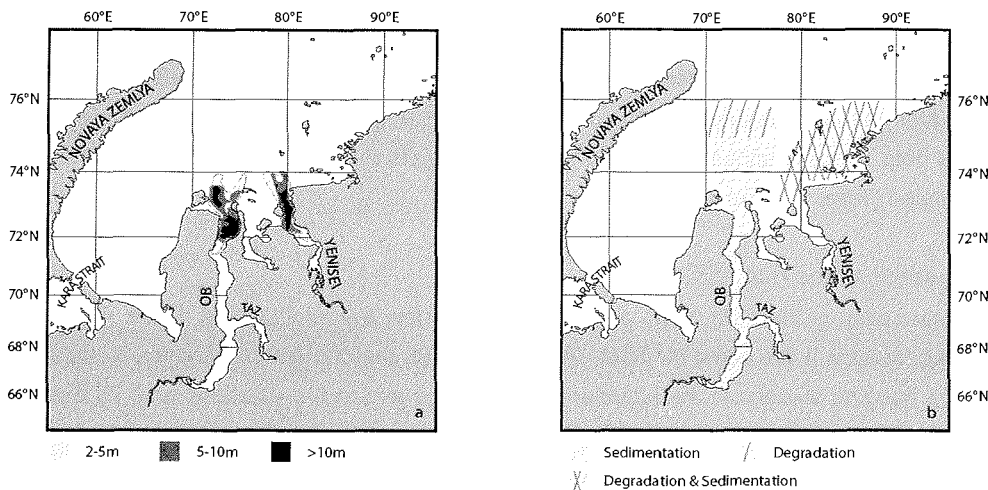 60°E 70°E 80°E 90°E
76°N
74°N
72°N
70°N
68°N
66°N
NOVAYA ZEMLYA
KARA STRAIT
OB
TAZ
YENISEI
a
2-5m 5-10m >10m
60°E 70°E 80°E 90°E
76°N
74°N
72°N
70°N
68°N
66°N
NOVAYA ZEMLYA
KARA STRAIT
OB
TAZ
YENISEI
b
Sedimentation Degradation
Degradation & Sedimentation